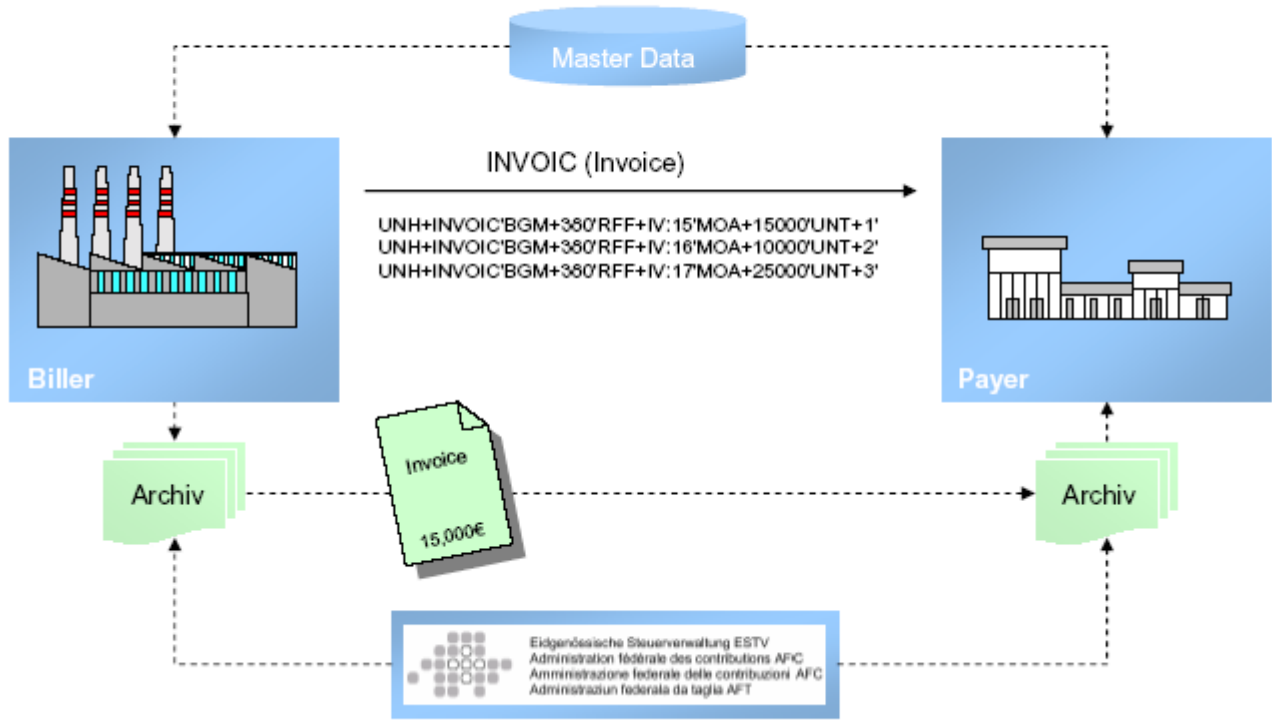 Master Data
INVOIC (Invoice)
UNH+INVOIC'BGM+380'RFF+IV:15'MOA+15000'UNT+1'
UNH+INVOIC'BGM+380'RFF+IV:16'MOA+10000'UNT+2'
UNH+INVOIC'BGM+380'RFF+IV:17'MOA+25000'UNT+3'
Biller
Payer
Invoice
15,000€
Archiv
Archiv
Eidgenössische Steuerverwaltung ESTV
Administration fédérale des contributions AFC
Amministrazione federale delle contribuzioni AFC
Administraziun federala da taglia AFT